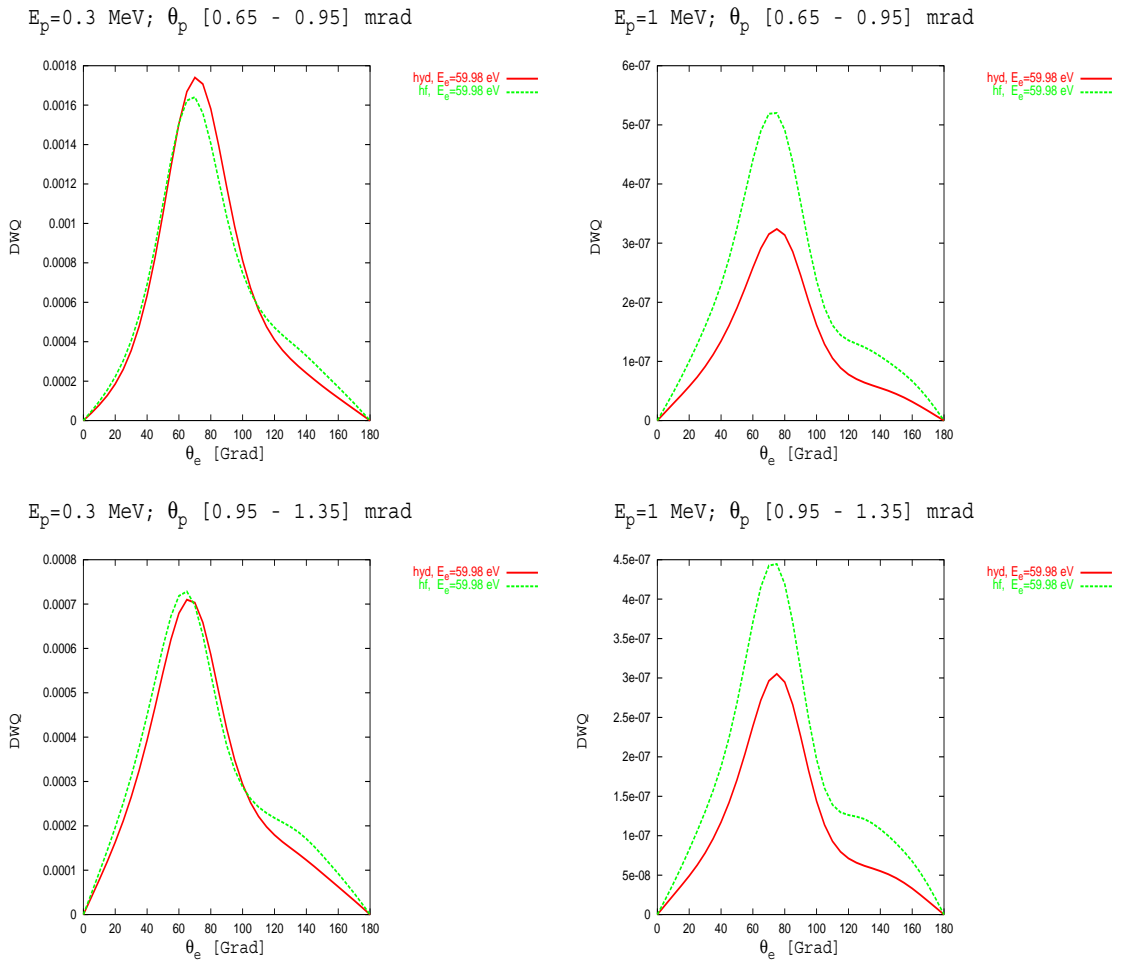 E_p=0.3 MeV; θ_p [0.65 - 0.95] mrad
hyd, E_e=59.98 eV
hf, E_e=59.98 eV
DWQ
0.0018
0.0016
0.0014
0.0012
0.001
0.0008
0.0006
0.0004
0.0002
0
0 20 40 60 80 100 120 140 160 180
θ_e [Grad]
E_p=1 MeV; θ_p [0.65 - 0.95] mrad
hyd, E_e=59.98 eV
hf, E_e=59.98 eV
DWQ
6e-07
5e-07
4e-07
3e-07
2e-07
1e-07
0
0 20 40 60 80 100 120 140 160 180
θ_e [Grad]
E_p=0.3 MeV; θ_p [0.95 - 1.35] mrad
hyd, E_e=59.98 eV
hf, E_e=59.98 eV
DWQ
0.0008
0.0007
0.0006
0.0005
0.0004
0.0003
0.0002
0.0001
0
0 20 40 60 80 100 120 140 160 180
θ_e [Grad]
E_p=1 MeV; θ_p [0.95 - 1.35] mrad
hyd, E_e=59.98 eV
hf, E_e=59.98 eV
DWQ
4.5e-07
4e-07
3.5e-07
3e-07
2.5e-07
2e-07
1.5e-07
1e-07
5e-08
0
0 20 40 60 80 100 120 140 160 180
θ_e [Grad]